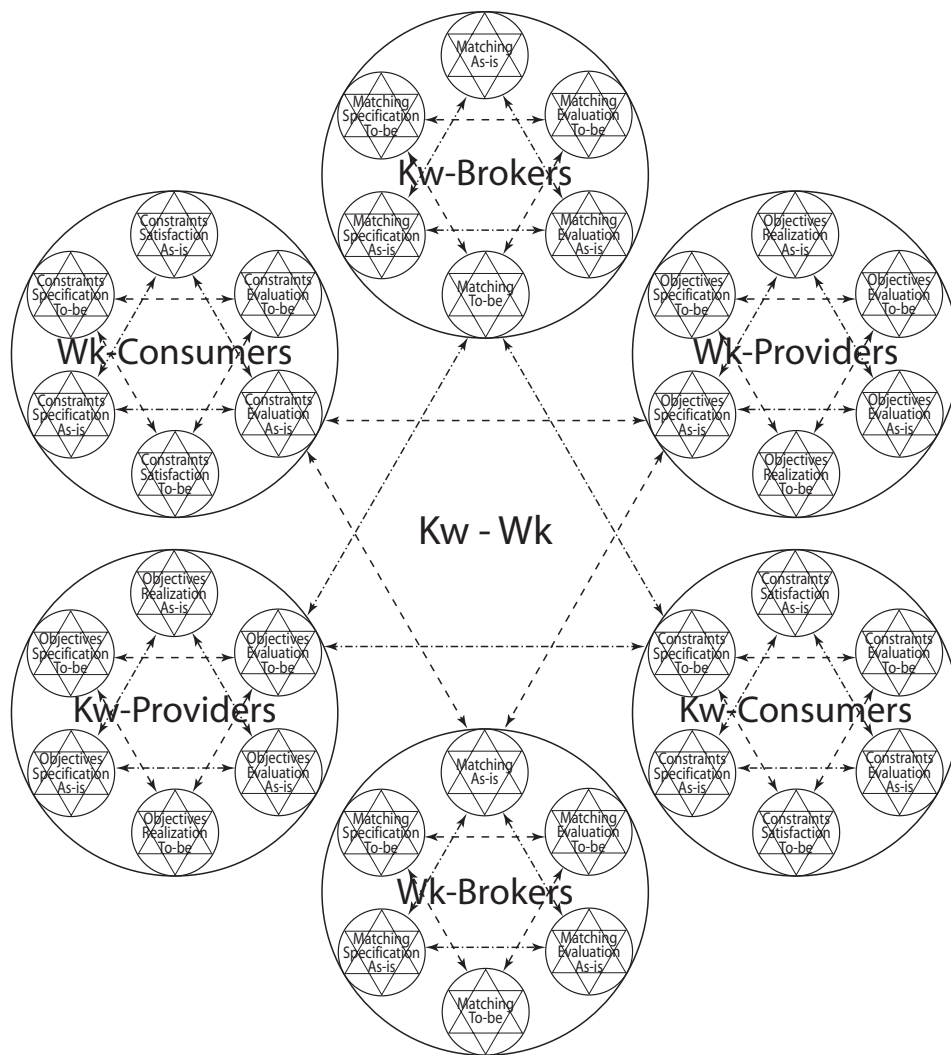 Matching
As-is
Matching
Specification
To-be
Matching
Evaluation
To-be
Kw-Brokers
Matching
Specification
As-is
Matching
Evaluation
As-is
Matching
To-be
Constraints
Satisfaction
As-is
Constraints
Specification
To-be
Constraints
Evaluation
To-be
Wk-Consumers
Constraints
Specification
As-is
Constraints
Evaluation
As-is
Constraints
Satisfaction
To-be
Objectives
Realization
As-is
Objectives
Specification
To-be
Objectives
Evaluation
To-be
Wk-Providers
Objectives
Specification
As-is
Objectives
Evaluation
As-is
Objectives
Realization
To-be
Kw - Wk
Objectives
Realization
As-is
Objectives
Specification
To-be
Objectives
Evaluation
To-be
Kw-Providers
Objectives
Specification
As-is
Objectives
Evaluation
As-is
Objectives
Realization
To-be
Constraints
Satisfaction
As-is
Constraints
Specification
To-be
Constraints
Evaluation
To-be
Kw-Consumers
Constraints
Specification
As-is
Constraints
Evaluation
As-is
Constraints
Satisfaction
To-be
Matching
As-is
Matching
Specification
To-be
Matching
Evaluation
To-be
Wk-Brokers
Matching
Specification
As-is
Matching
Evaluation
As-is
Matching
To-be